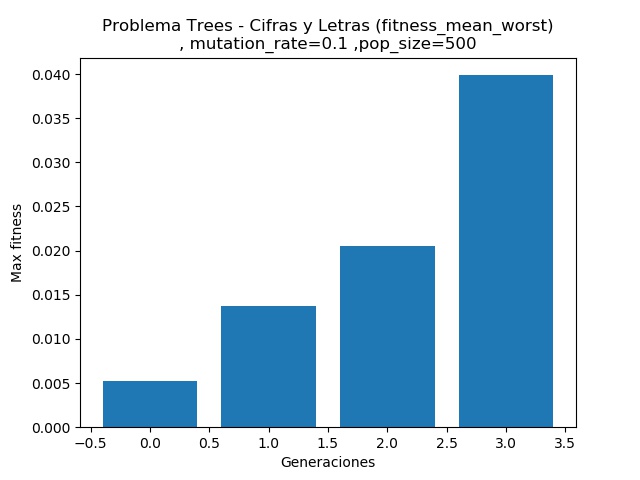 Problema Trees - Cifras y Letras (fitness_mean_worst)
, mutation_rate=0.1 ,pop_size=500
Max fitness
0.040
0.035
0.030
0.025
0.020
0.015
0.010
0.005
0.000
−0.5 0.0 0.5 1.0 1.5 2.0 2.5 3.0 3.5
Generaciones